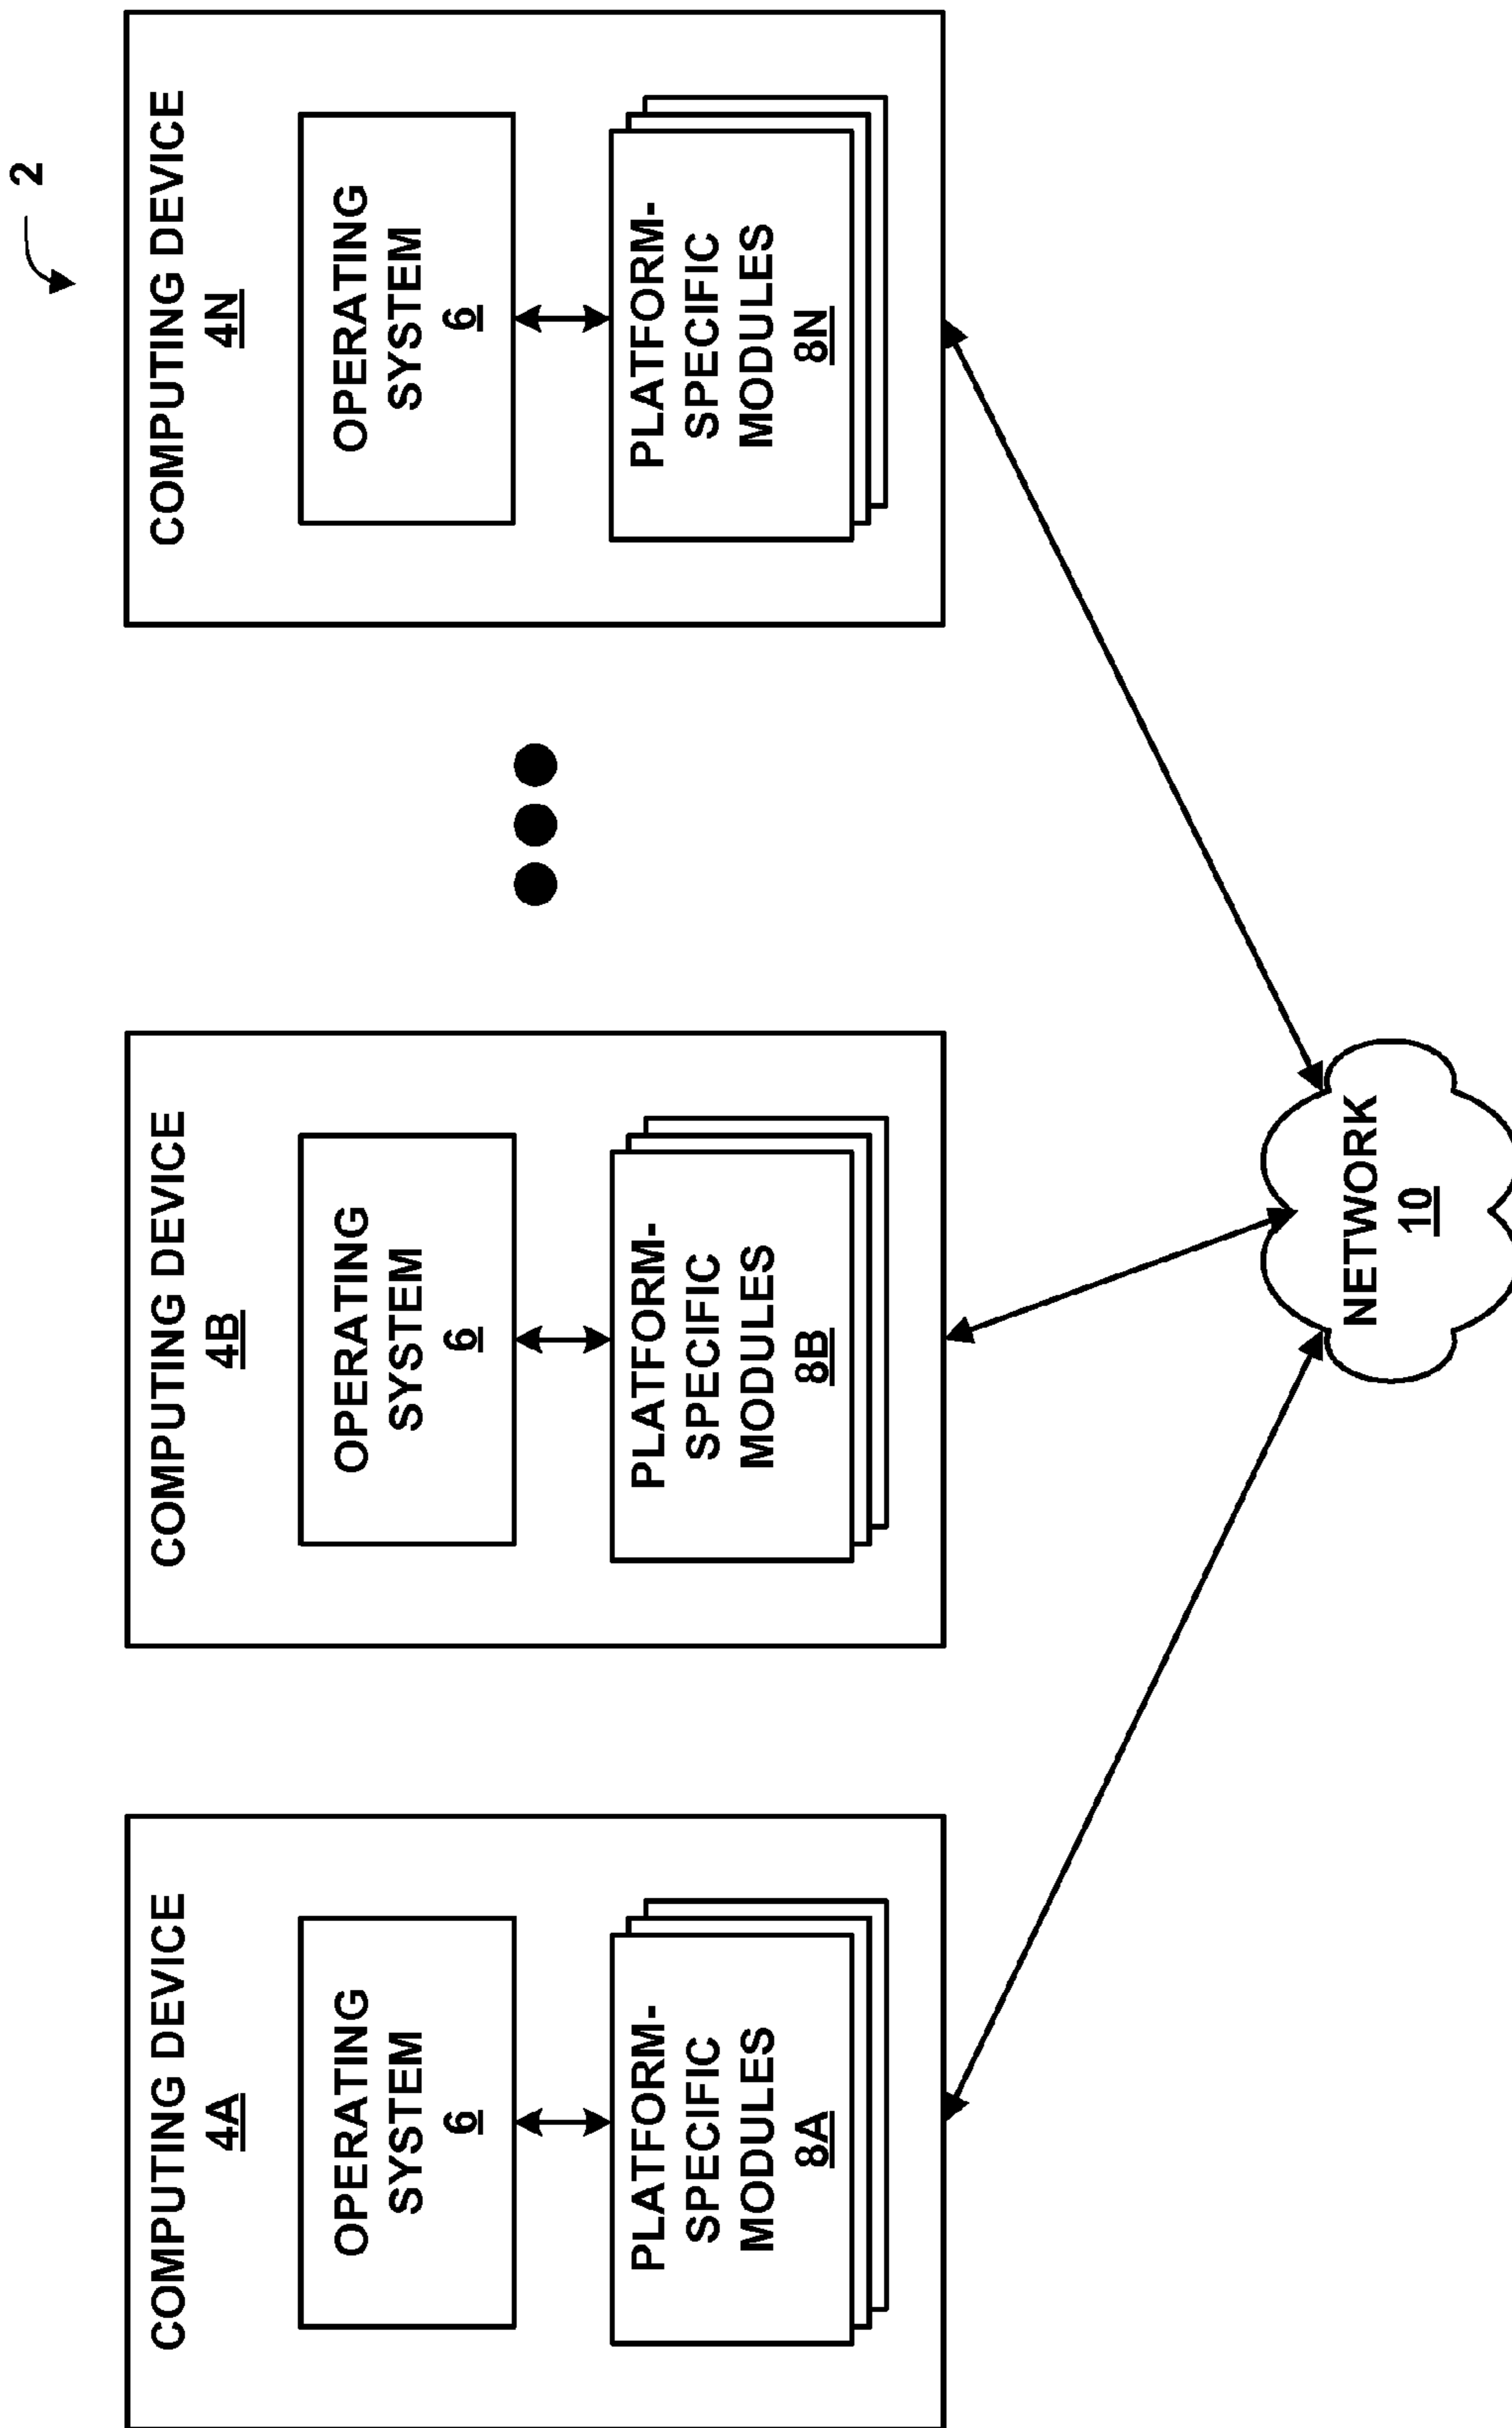 2
COMPUTING DEVICE
4A
OPERATING
SYSTEM
6
PLATFORM-
SPECIFIC
MODULES
8A
COMPUTING DEVICE
4B
OPERATING
SYSTEM
6
PLATFORM-
SPECIFIC
MODULES
8B
COMPUTING DEVICE
4N
OPERATING
SYSTEM
6
PLATFORM-
SPECIFIC
MODULES
8N
NETWORK
10